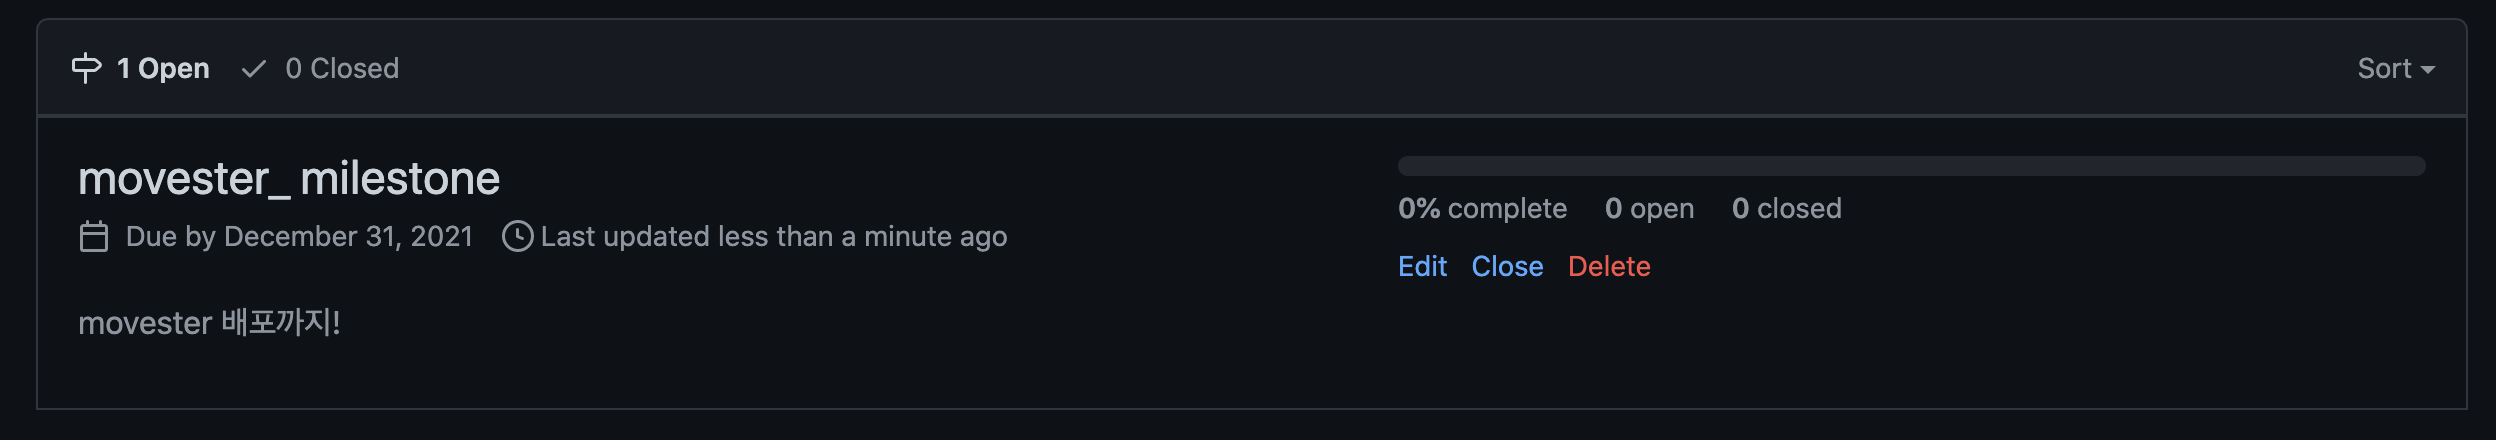 1 Open 0 Closed Sort
movester_ milestone
Due by December 31, 2021 Last updated less than a minute ago
movester 배포까지!
0% complete 0 open 0 closed
Edit Close Delete